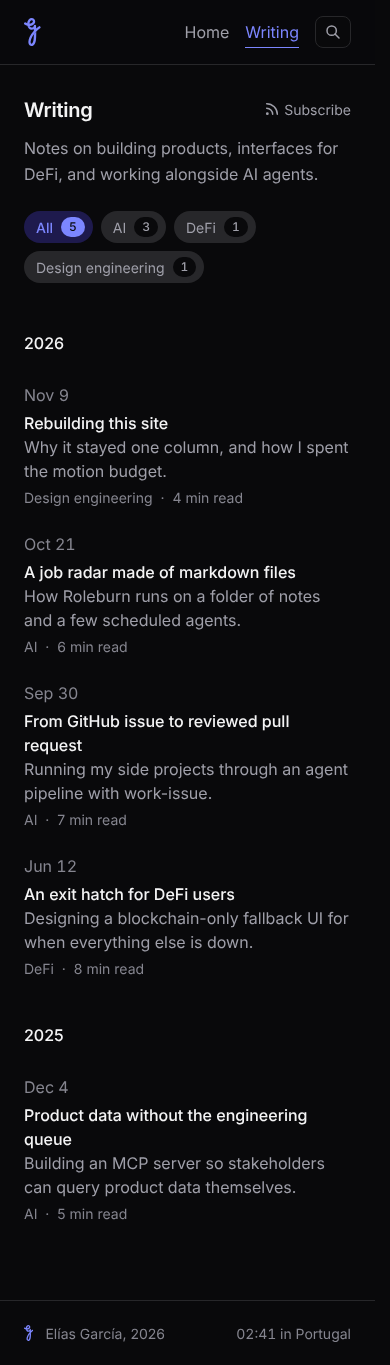 Home Writing
Writing
Subscribe
Notes on building products, interfaces for
DeFi, and working alongside AI agents.
All 5 AI 3 DeFi 1
Design engineering 1
2026
Nov 9
Rebuilding this site
Why it stayed one column, and how I spent
the motion budget.
Design engineering · 4 min read
Oct 21
A job radar made of markdown files
How Roleburn runs on a folder of notes
and a few scheduled agents.
AI · 6 min read
Sep 30
From GitHub issue to reviewed pull
request
Running my side projects through an agent
pipeline with work-issue.
AI · 7 min read
Jun 12
An exit hatch for DeFi users
Designing a blockchain-only fallback UI for
when everything else is down.
DeFi · 8 min read
2025
Dec 4
Product data without the engineering
queue
Building an MCP server so stakeholders
can query product data themselves.
AI · 5 min read
Elías García, 2026
02:41 in Portugal